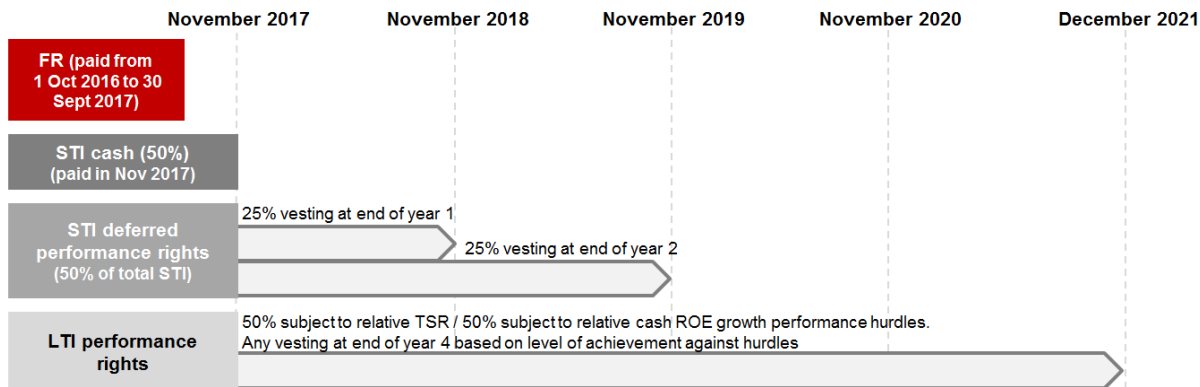 November 2017 November 2018 November 2019 November 2020 December 2021
FR (paid from
1 Oct 2016 to 30
Sept 2017)
STI cash (50%)
(paid in Nov 2017)
STI deferred
performance rights
(50% of total STI)
25% vesting at end of year 1
25% vesting at end of year 2
LTI performance
rights
50% subject to relative TSR / 50% subject to relative cash ROE growth performance hurdles.
Any vesting at end of year 4 based on level of achievement against hurdles